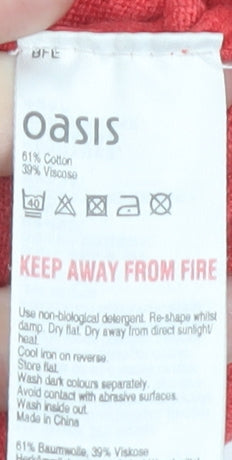 BFE
oasis
61% Cotton
39% Viscose
40
KEEP AWAY FROM FIRE
Use non-biological detergent. Re-shape whilst
damp. Dry flat. Dry away from direct sunlight/
heat.
Cool iron on reverse.
Store flat.
Wash dark colours separately.
Avoid contact with abrasive surfaces.
Wash inside out.
Made in China
61% Baumwolle, 39% Viskose